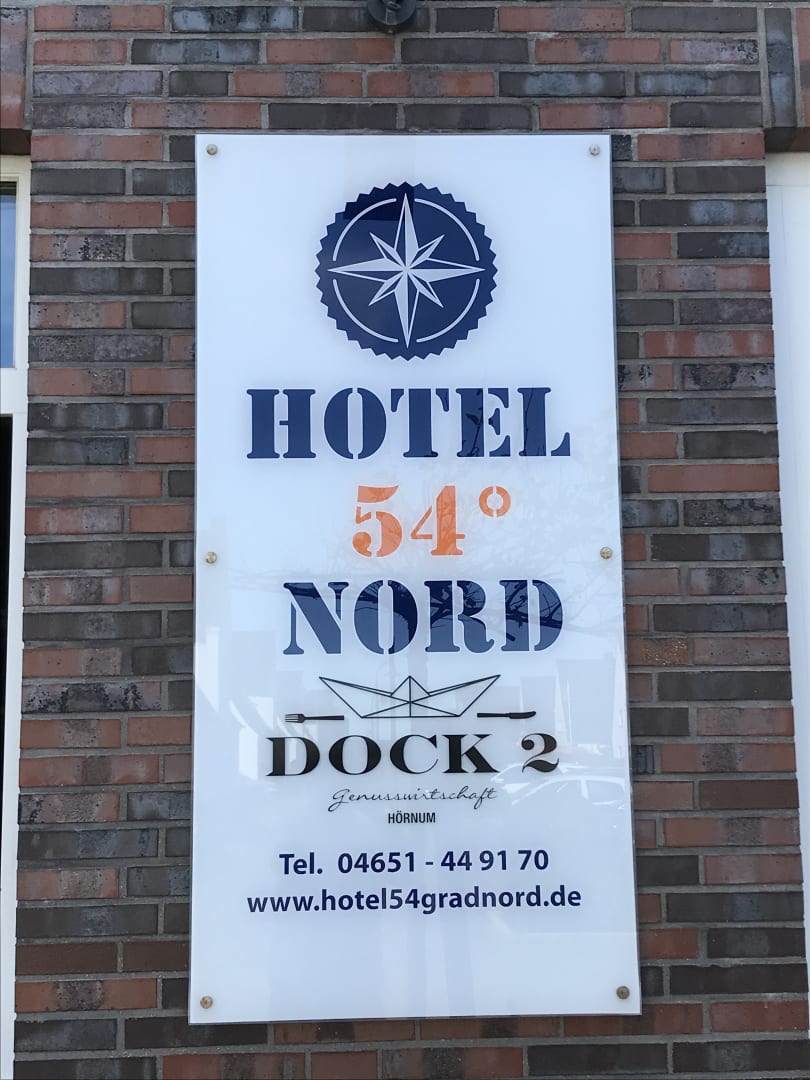 HOTEL
54°
NORD
DOCK 2
Genusswirtschaft
HÖRNUM
Tel. 04651 - 44 91 70
www.hotel54gradnord.de